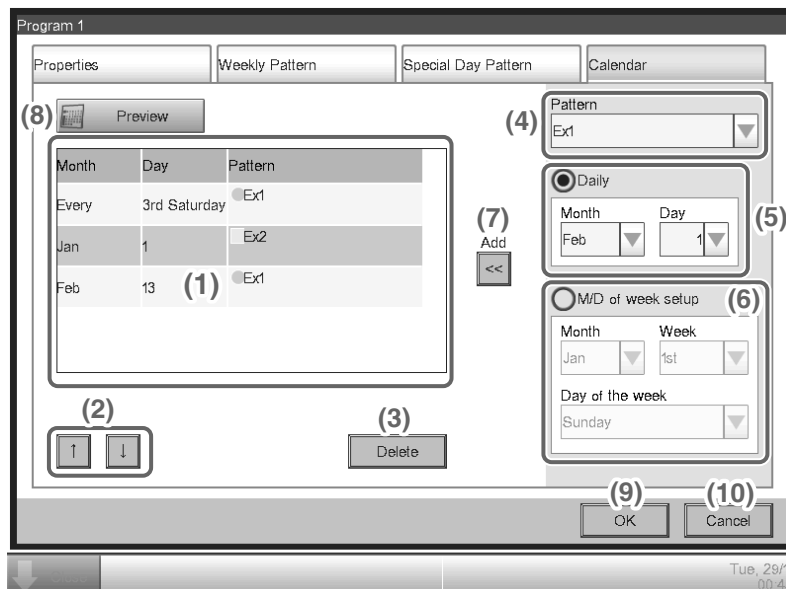 Program 1
Properties
Weekly Pattern
Special Day Pattern
Calendar
(8)
Preview
(4)
Pattern
Ex1
Month Day Pattern
Every 3rd Saturday Ex1
Jan 1 Ex2
Feb 13 (1) Ex1
Daily
Month Day
Feb 1
(5)
(7)
Add
<<
M/D of week setup (6)
Month Week
Jan 1st
Day of the week
Sunday
(2)
↑ ↓
(3)
Delete
(9) (10)
OK Cancel
Tue, 29/